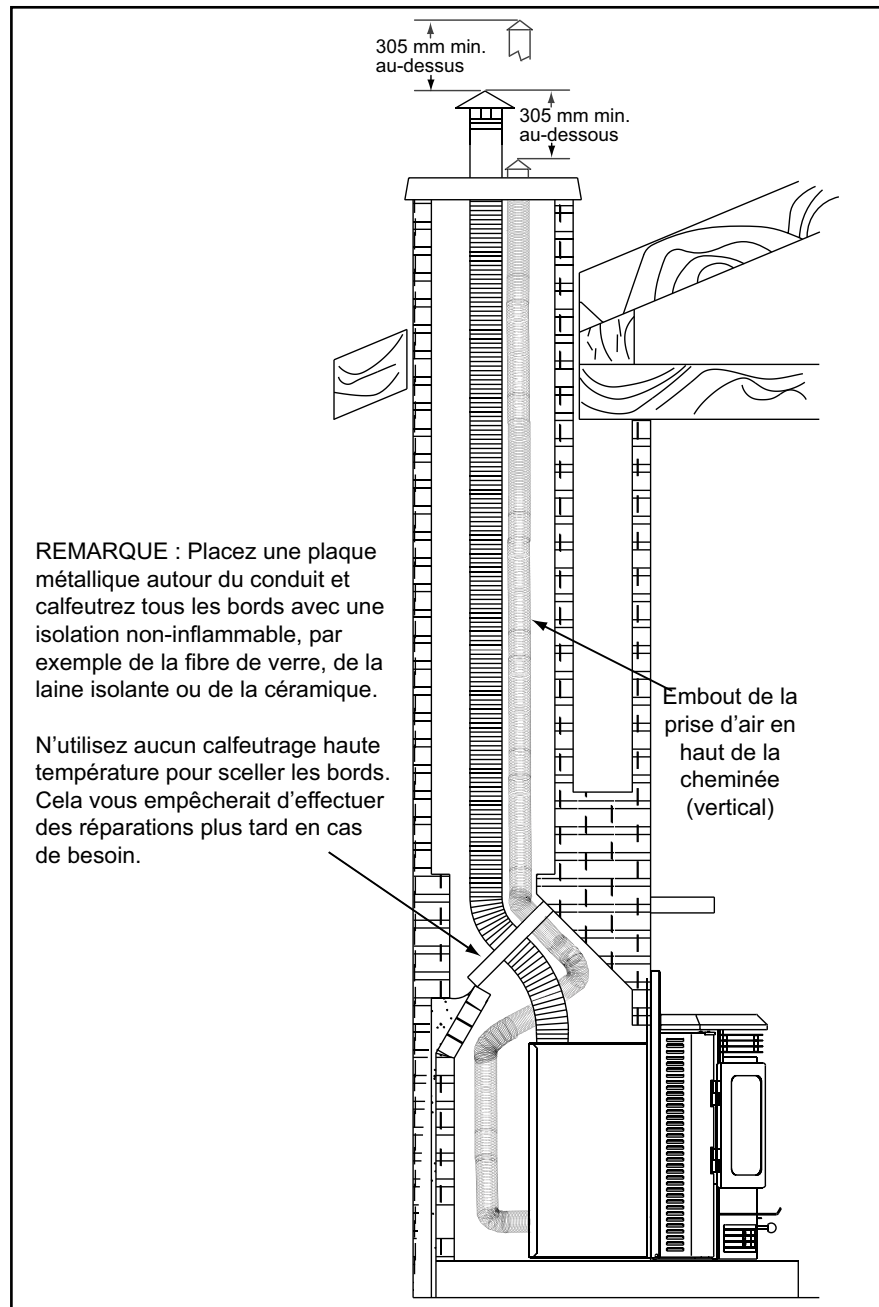 305 mm min.
au-dessus
305 mm min.
au-dessous
REMARQUE : Placez une plaque
métallique autour du conduit et
calfeutrez tous les bords avec une
isolation non-inflammable, par
exemple de la fibre de verre, de la
laine isolante ou de la céramique.
N’utilisez aucun calfeutrage haute
température pour sceller les bords.
Cela vous empêcherait d’effectuer
des réparations plus tard en cas
de besoin.
Embout de la
prise d’air en
haut de la
cheminée
(vertical)